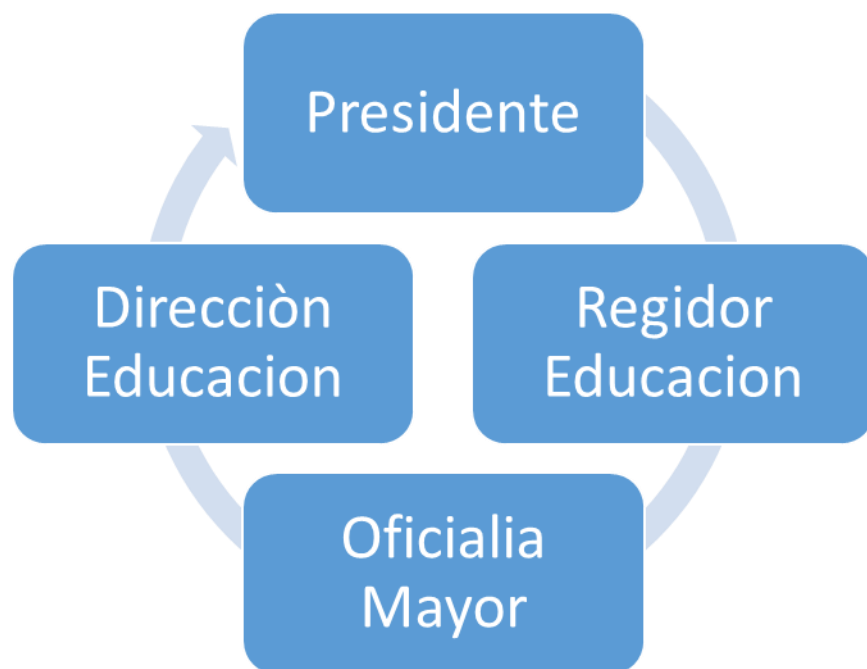 Presidente
Direcciòn
Educacion
Regidor
Educacion
Oficialia
Mayor